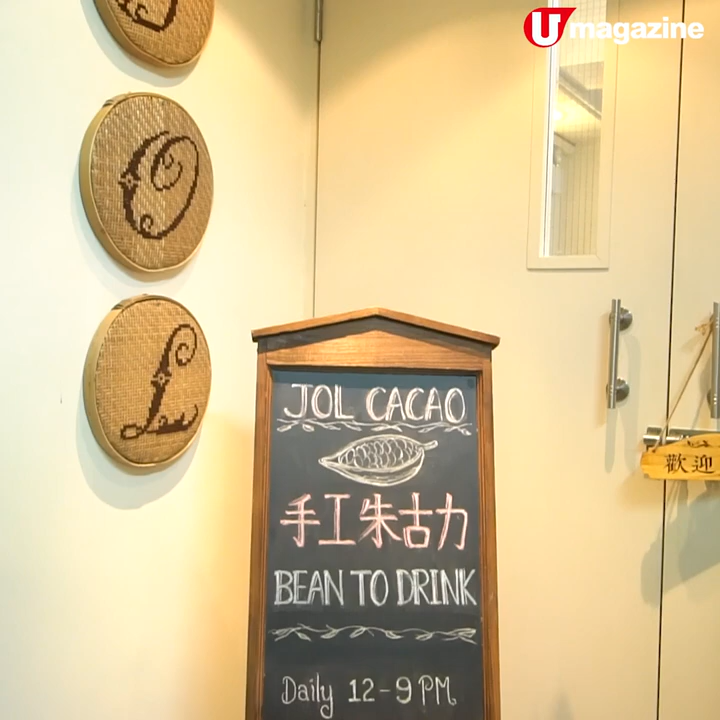 U magazine
O
L
JOL CACAO
手工朱古力
BEAN TO DRINK
Daily 12-9 PM
歡迎